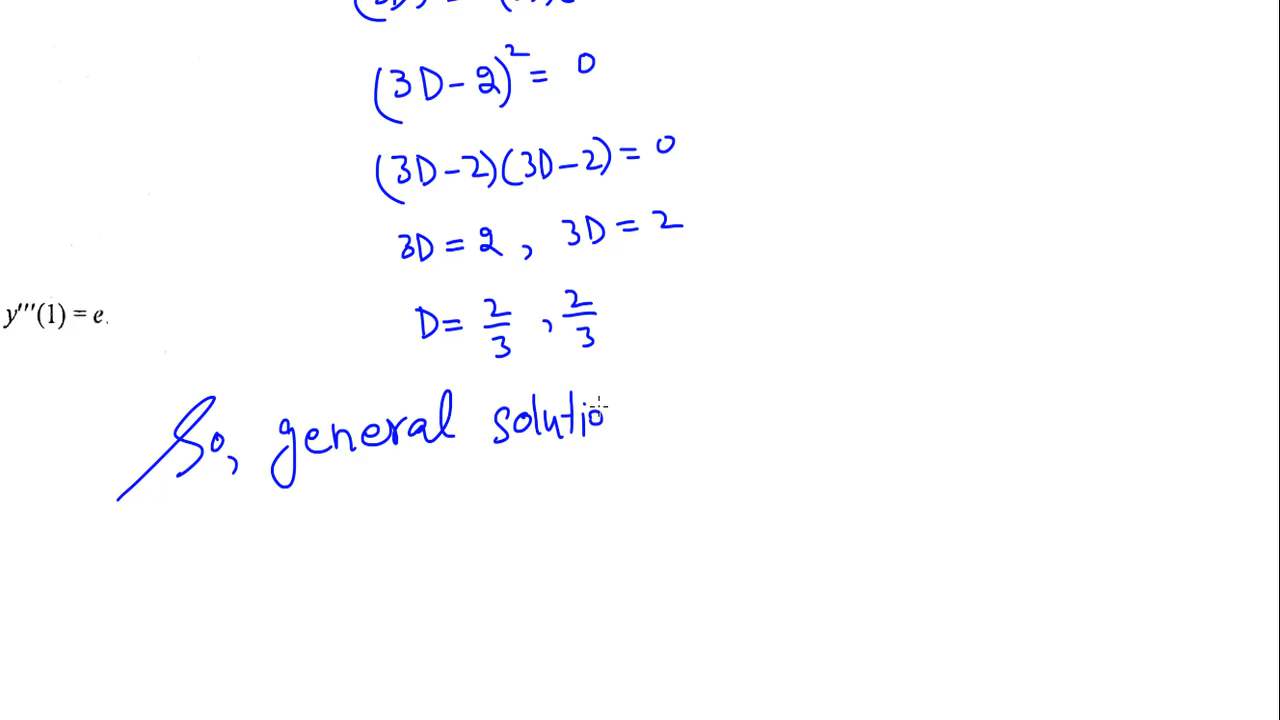 (3D-2)² = 0
(3D-2)(3D-2) = 0
3D = 2 , 3D = 2
y'''(1) = e.
D = 2/3 , 2/3
So, general solutio